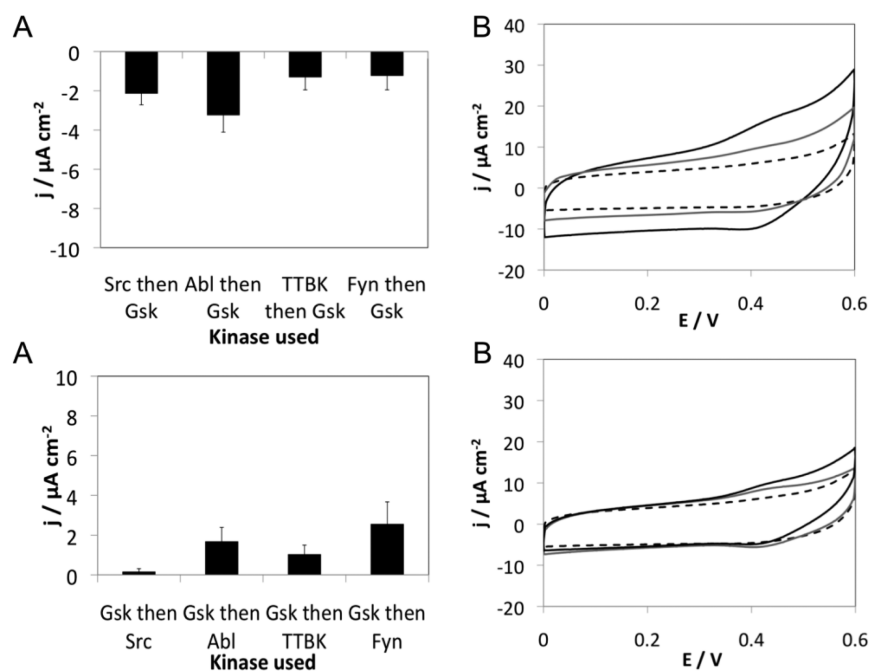 A
0
-2
-4
-6
-8
-10
j / µA cm-2
Src then Abl then TTBK Fyn then
Gsk Gsk then Gsk Gsk
Kinase used
B
40
30
20
10
0
-10
-20
j / µA cm-2
0 0.2 0.4 0.6
E / V
A
10
8
6
4
2
0
j / µA cm-2
Gsk then Gsk then Gsk then Gsk then
Src Abl TTBK Fyn
Kinase used
B
40
30
20
10
0
-10
-20
j / µA cm-2
0 0.2 0.4 0.6
E / V